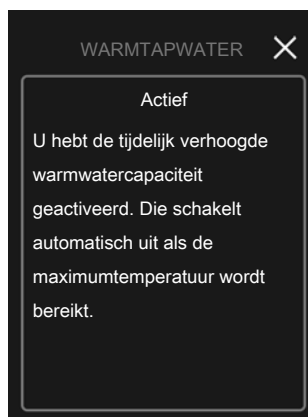 WARMTAPWATER
Actief
U hebt de tijdelijk verhoogde
warmwatercapaciteit
geactiveerd. Die schakelt
automatisch uit als de
maximumtemperatuur wordt
bereikt.